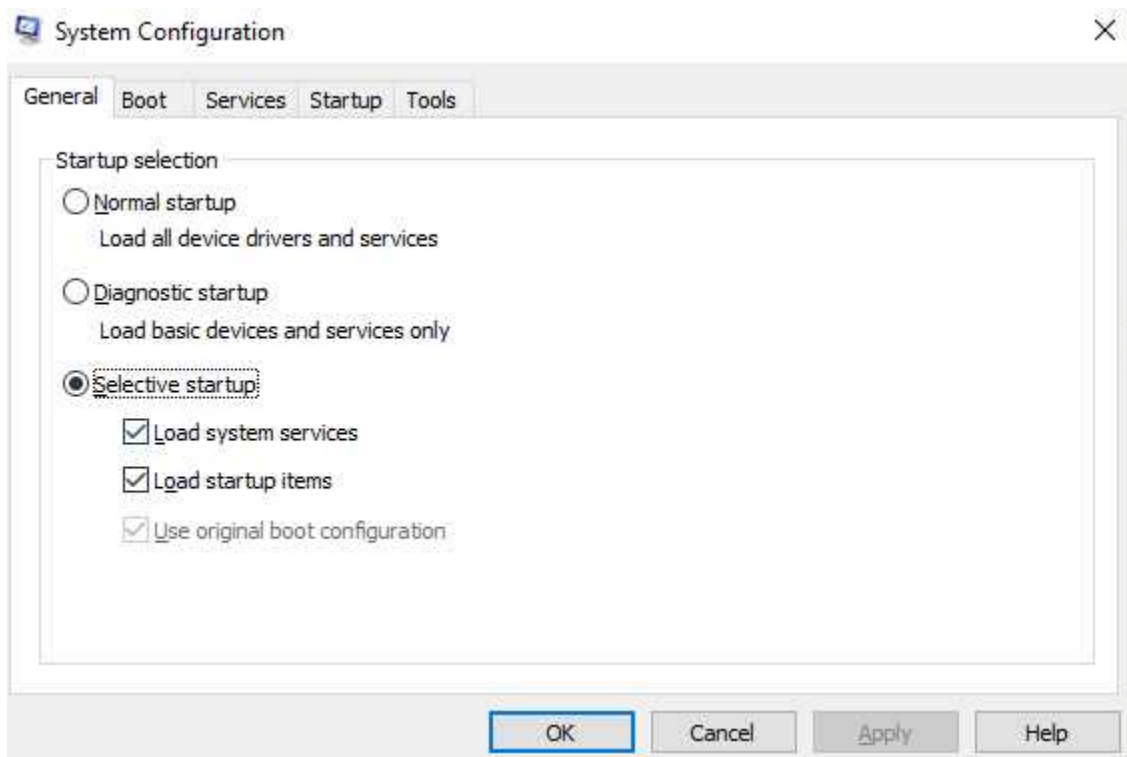 System Configuration
General Boot Services Startup Tools
Startup selection
Normal startup
Load all device drivers and services
Diagnostic startup
Load basic devices and services only
Selective startup
Load system services
Load startup items
Use original boot configuration
OK Cancel Apply Help